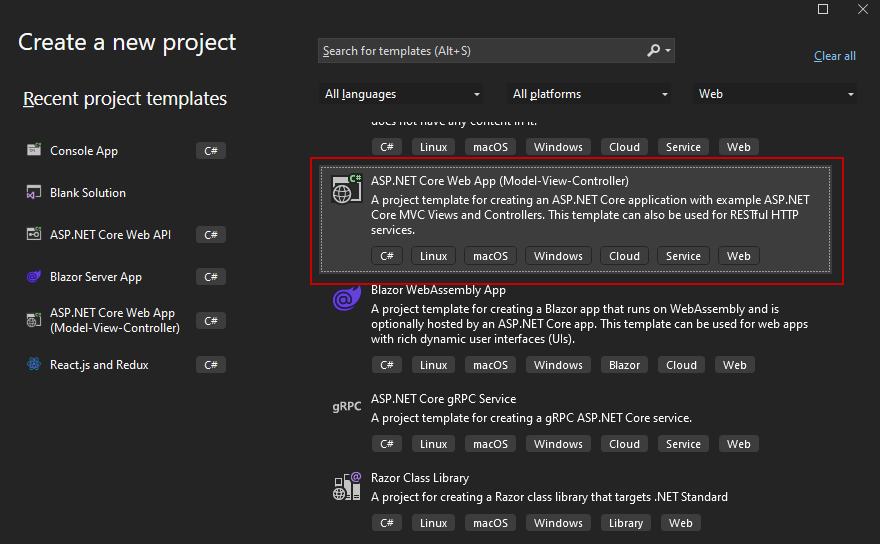 Create a new project
Search for templates (Alt+S)
Clear all
Recent project templates
All languages
All platforms
Web
Console App
C#
Blank Solution
ASP.NET Core Web API
C#
Blazor Server App
C#
ASP.NET Core Web App
(Model-View-Controller)
C#
React.js and Redux
C#
does not have any content in it.
C# Linux macOS Windows Cloud Service Web
C#
ASP.NET Core Web App (Model-View-Controller)
A project template for creating an ASP.NET Core application with example ASP.NET
Core MVC Views and Controllers. This template can also be used for RESTful HTTP
services.
C# Linux macOS Windows Cloud Service Web
Blazor WebAssembly App
A project template for creating a Blazor app that runs on WebAssembly and is
optionally hosted by an ASP.NET Core app. This template can be used for web apps
with rich dynamic user interfaces (UIs).
C# Linux macOS Windows Blazor Cloud Web
gRPC
ASP.NET Core gRPC Service
A project template for creating a gRPC ASP.NET Core service.
C# Linux macOS Windows Cloud Service Web
@
Razor Class Library
A project for creating a Razor class library that targets .NET Standard
C# Linux macOS Windows Library Web